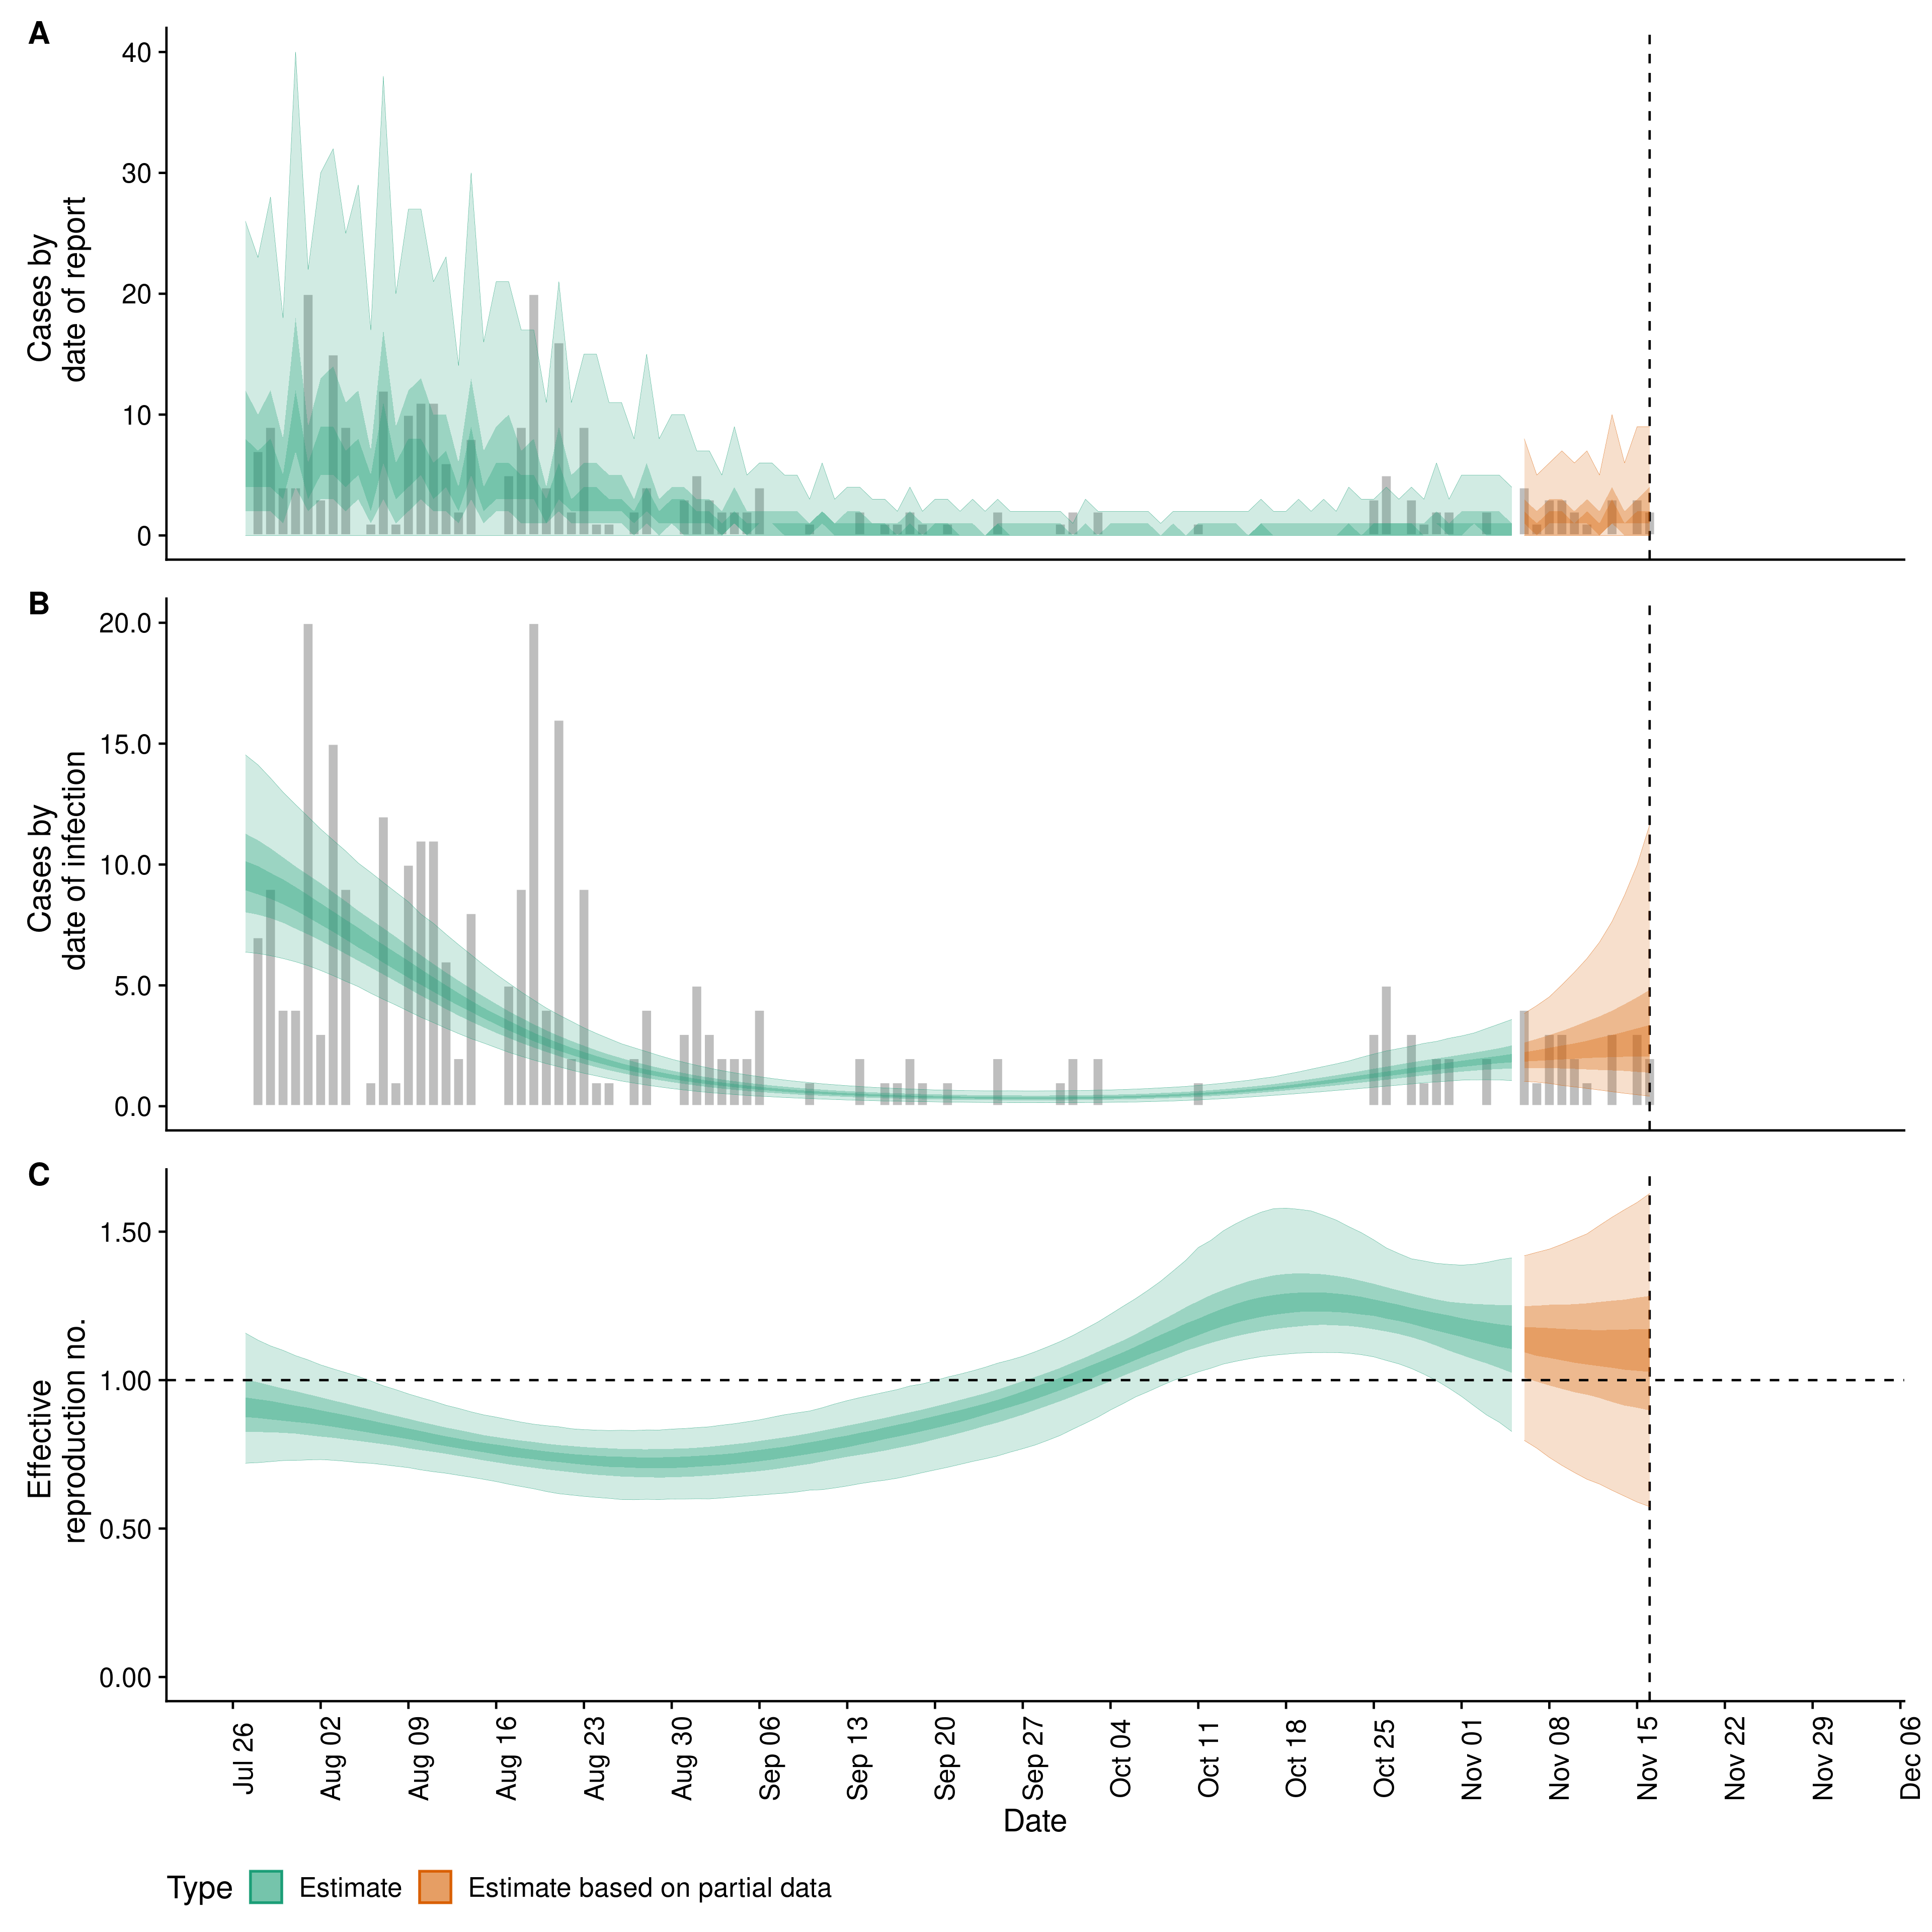 A
40
30
20
10
0
Cases by
date of report
B
20.0
15.0
10.0
5.0
0.0
Cases by
date of infection
C
1.50
1.00
0.50
0.00
Effective
reproduction no.
Jul 26
Aug 02
Aug 09
Aug 16
Aug 23
Aug 30
Sep 06
Sep 13
Sep 20
Sep 27
Oct 04
Oct 11
Oct 18
Oct 25
Nov 01
Nov 08
Nov 15
Nov 22
Nov 29
Dec 06
Date
Type Estimate Estimate based on partial data